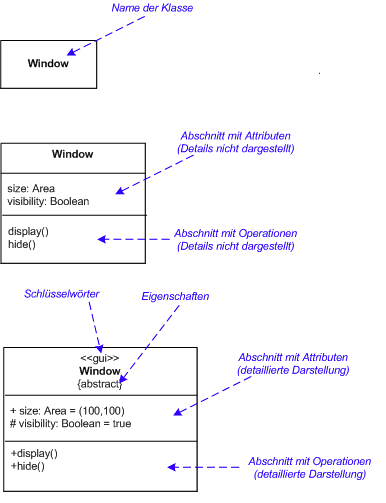 Name der Klasse
Window
Abschnitt mit Attributen
(Details nicht dargestellt)
Window
size: Area
visibility: Boolean
display()
hide()
Abschnitt mit Operationen
(Details nicht dargestellt)
Schlüsselwörter
Eigenschaften
<<gui>>
Window
{abstract}
Abschnitt mit Attributen
(detaillierte Darstellung)
+ size: Area = (100,100)
# visibility: Boolean = true
+display()
+hide()
Abschnitt mit Operationen
(detaillierte Darstellung)